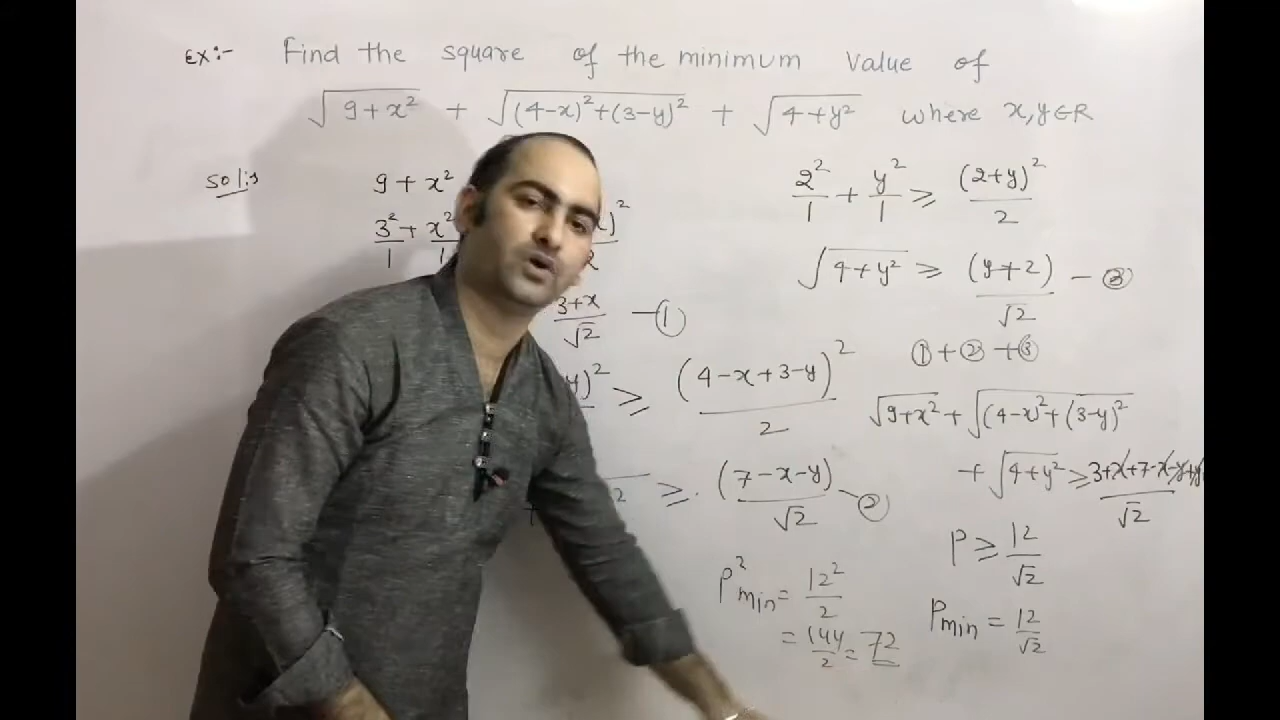 Ex:- Find the square of the minimum value of
√(9+x²) + √((4-x)²+(3-y)²) + √(4+y²) where x,y∈R
Sol:
9 + x²
3²/1 + x²/1
3+x/√2 — ①
≥ (4-x+3-y)²/2
≥ (7-x-y)/√2 — ②
2²/1 + y²/1 ≥ (2+y)²/2
√(4+y²) ≥ (y+2)/√2 — ③
①+②+③
√(9+x²) + √((4-x)²+(3-y)²)
+ √(4+y²) ≥ 3+x+7-x-y+y/√2
P ≥ 12/√2
Pmin = 12/√2
P²min = 12²/2
= 144/2 = 72